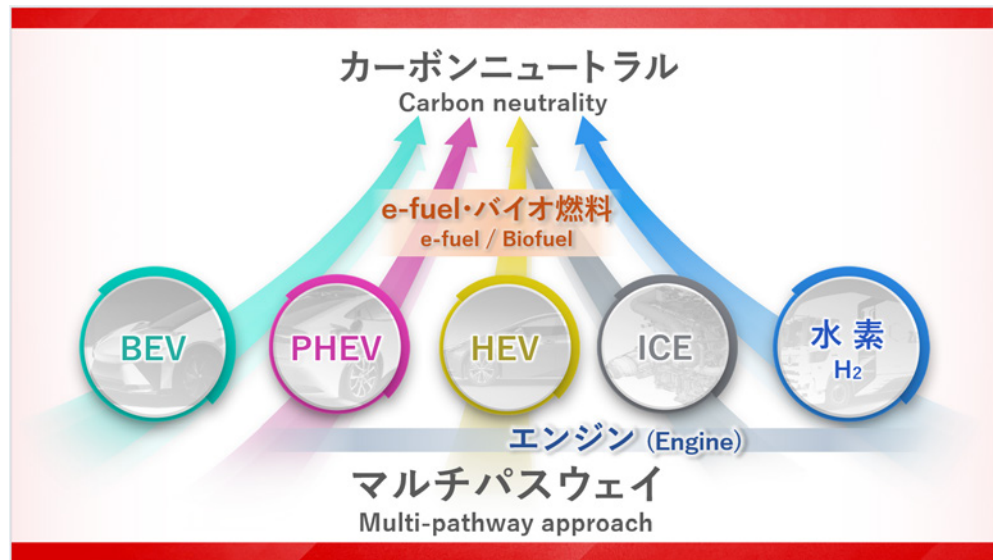 カーボンニュートラル
Carbon neutrality
e-fuel・バイオ燃料
e-fuel / Biofuel
BEV
PHEV
HEV
ICE
水素
H₂
エンジン (Engine)
マルチパスウェイ
Multi-pathway approach